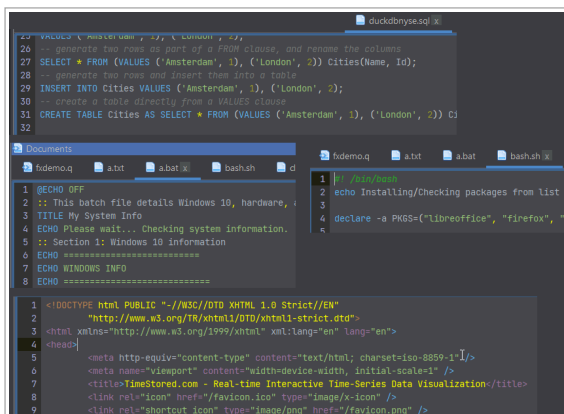 duckdbnyse.sql x
25 VALUES ('Amsterdam', 1), ('London', 2);
26 -- generate two rows as part of a FROM clause, and rename the columns
27 SELECT * FROM (VALUES ('Amsterdam', 1), ('London', 2)) Cities(Name, Id);
28 -- generate two rows and insert them into a table
29 INSERT INTO Cities VALUES ('Amsterdam', 1), ('London', 2);
30 -- create a table directly from a VALUES clause
31 CREATE TABLE Cities AS SELECT * FROM (VALUES ('Amsterdam', 1), ('London', 2)) Ci
32
Documents
fxdemo.q a.txt a.bat x bash.sh d
1 @ECHO OFF
2 :: This batch file details Windows 10, hardware, a
3 TITLE My System Info
4 ECHO Please wait... Checking system information.
5 :: Section 1: Windows 10 information
6 ECHO ==========================
7 ECHO WINDOWS INFO
8 ECHO ============================
fxdemo.q a.txt a.bat bash.sh x
1 #! /bin/bash
2 echo Installing/Checking packages from list
3
4 declare -a PKGS=("libreoffice", "firefox", "
5
1 <!DOCTYPE html PUBLIC "-//W3C//DTD XHTML 1.0 Strict//EN"
2 "http://www.w3.org/TR/xhtml1/DTD/xhtml1-strict.dtd">
3 <html xmlns="http://www.w3.org/1999/xhtml" xml:lang="en" lang="en">
4 <head>
5 <meta http-equiv="content-type" content="text/html; charset=iso-8859-1" />
6 <meta name="viewport" content="width=device-width, initial-scale=1" />
7 <title>TimeStored.com - Real-time Interactive Time-Series Data Visualization</title>
8 <link rel="icon" href="/favicon.ico" type="image/x-icon" />
9 <link rel="shortcut icon" type="image/png" href="/favicon.png" />